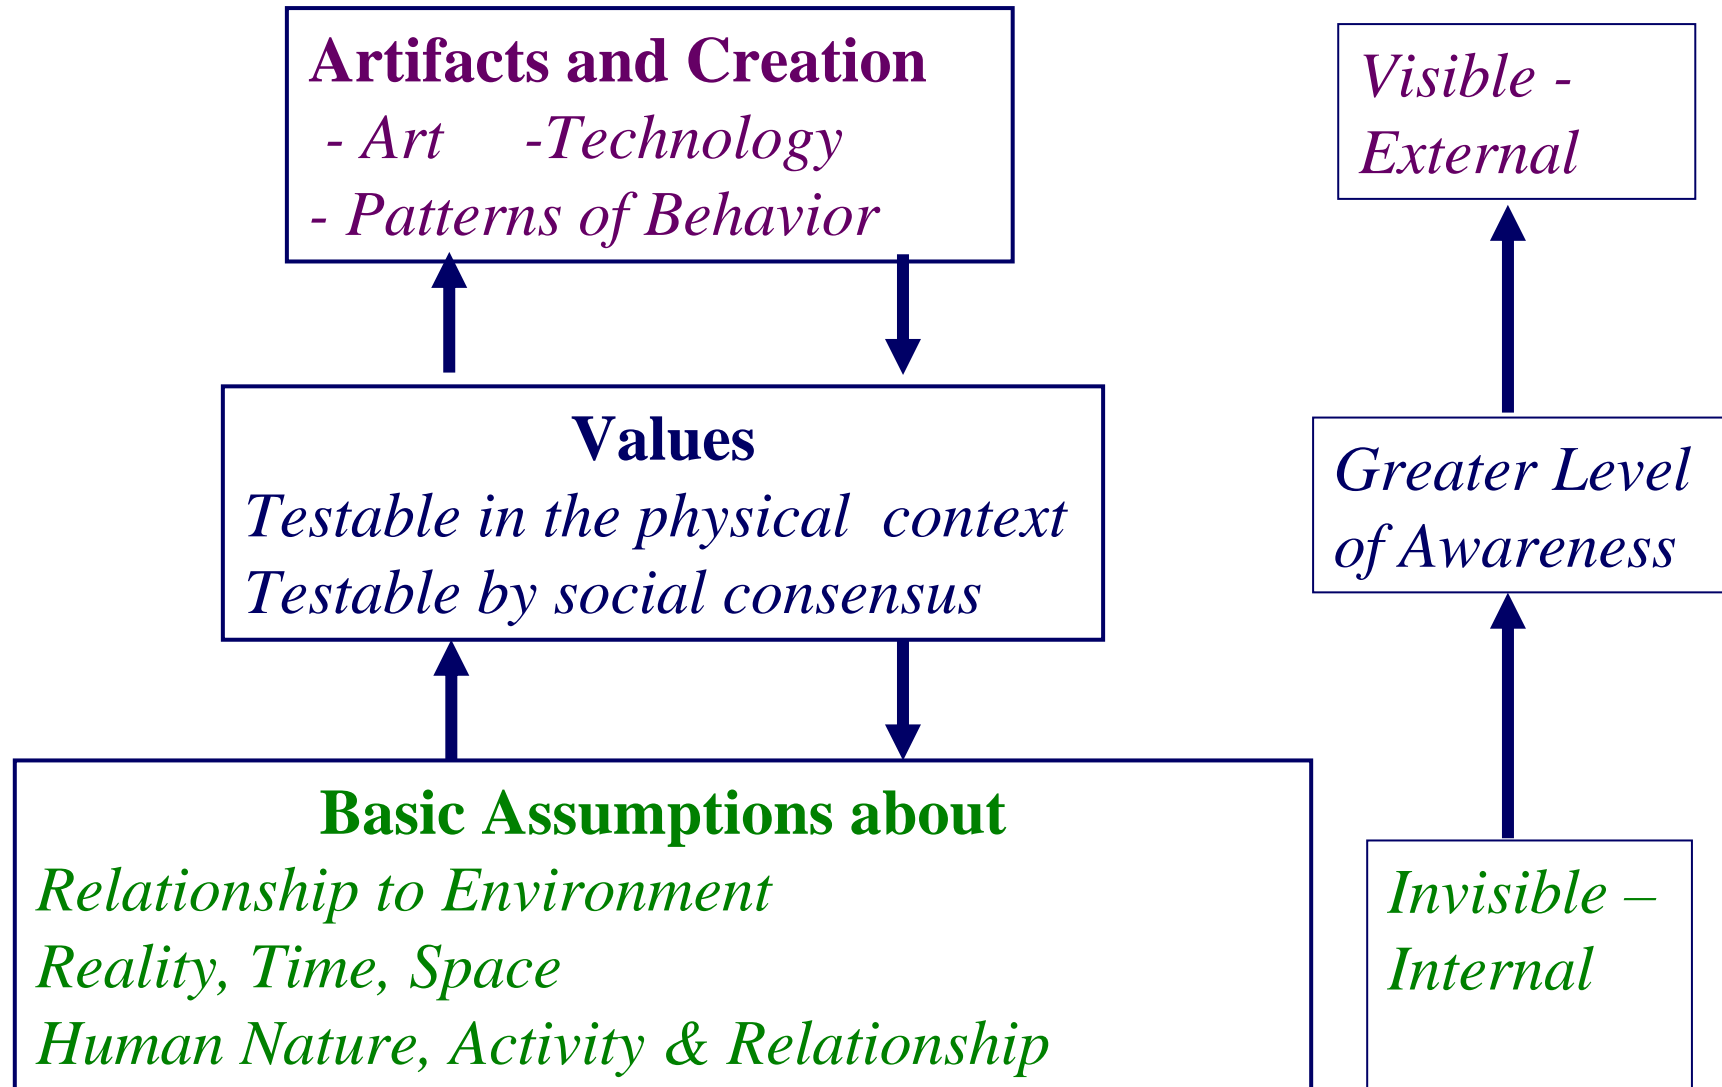 Artifacts and Creation
- Art -Technology
- Patterns of Behavior
Visible -
External
Values
Testable in the physical context
Testable by social consensus
Greater Level
of Awareness
Basic Assumptions about
Relationship to Environment
Reality, Time, Space
Human Nature, Activity & Relationship
Invisible –
Internal